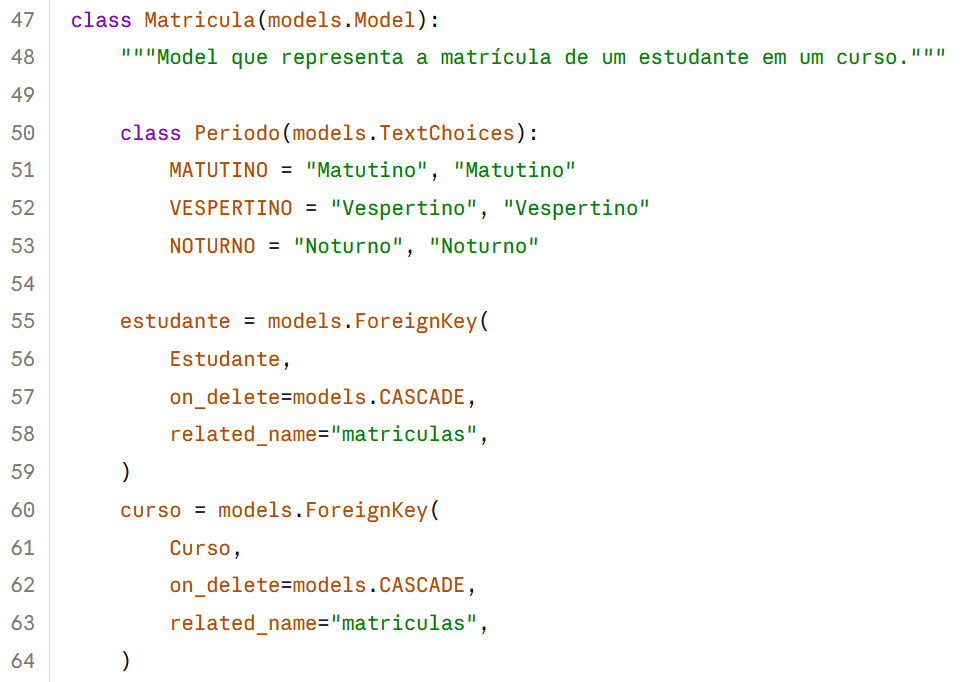 47 class Matricula(models.Model):
48     """Model que representa a matrícula de um estudante em um curso."""
49
50     class Periodo(models.TextChoices):
51         MATUTINO = "Matutino", "Matutino"
52         VESPERTINO = "Vespertino", "Vespertino"
53         NOTURNO = "Noturno", "Noturno"
54
55     estudante = models.ForeignKey(
56         Estudante,
57         on_delete=models.CASCADE,
58         related_name="matriculas",
59     )
60     curso = models.ForeignKey(
61         Curso,
62         on_delete=models.CASCADE,
63         related_name="matriculas",
64     )